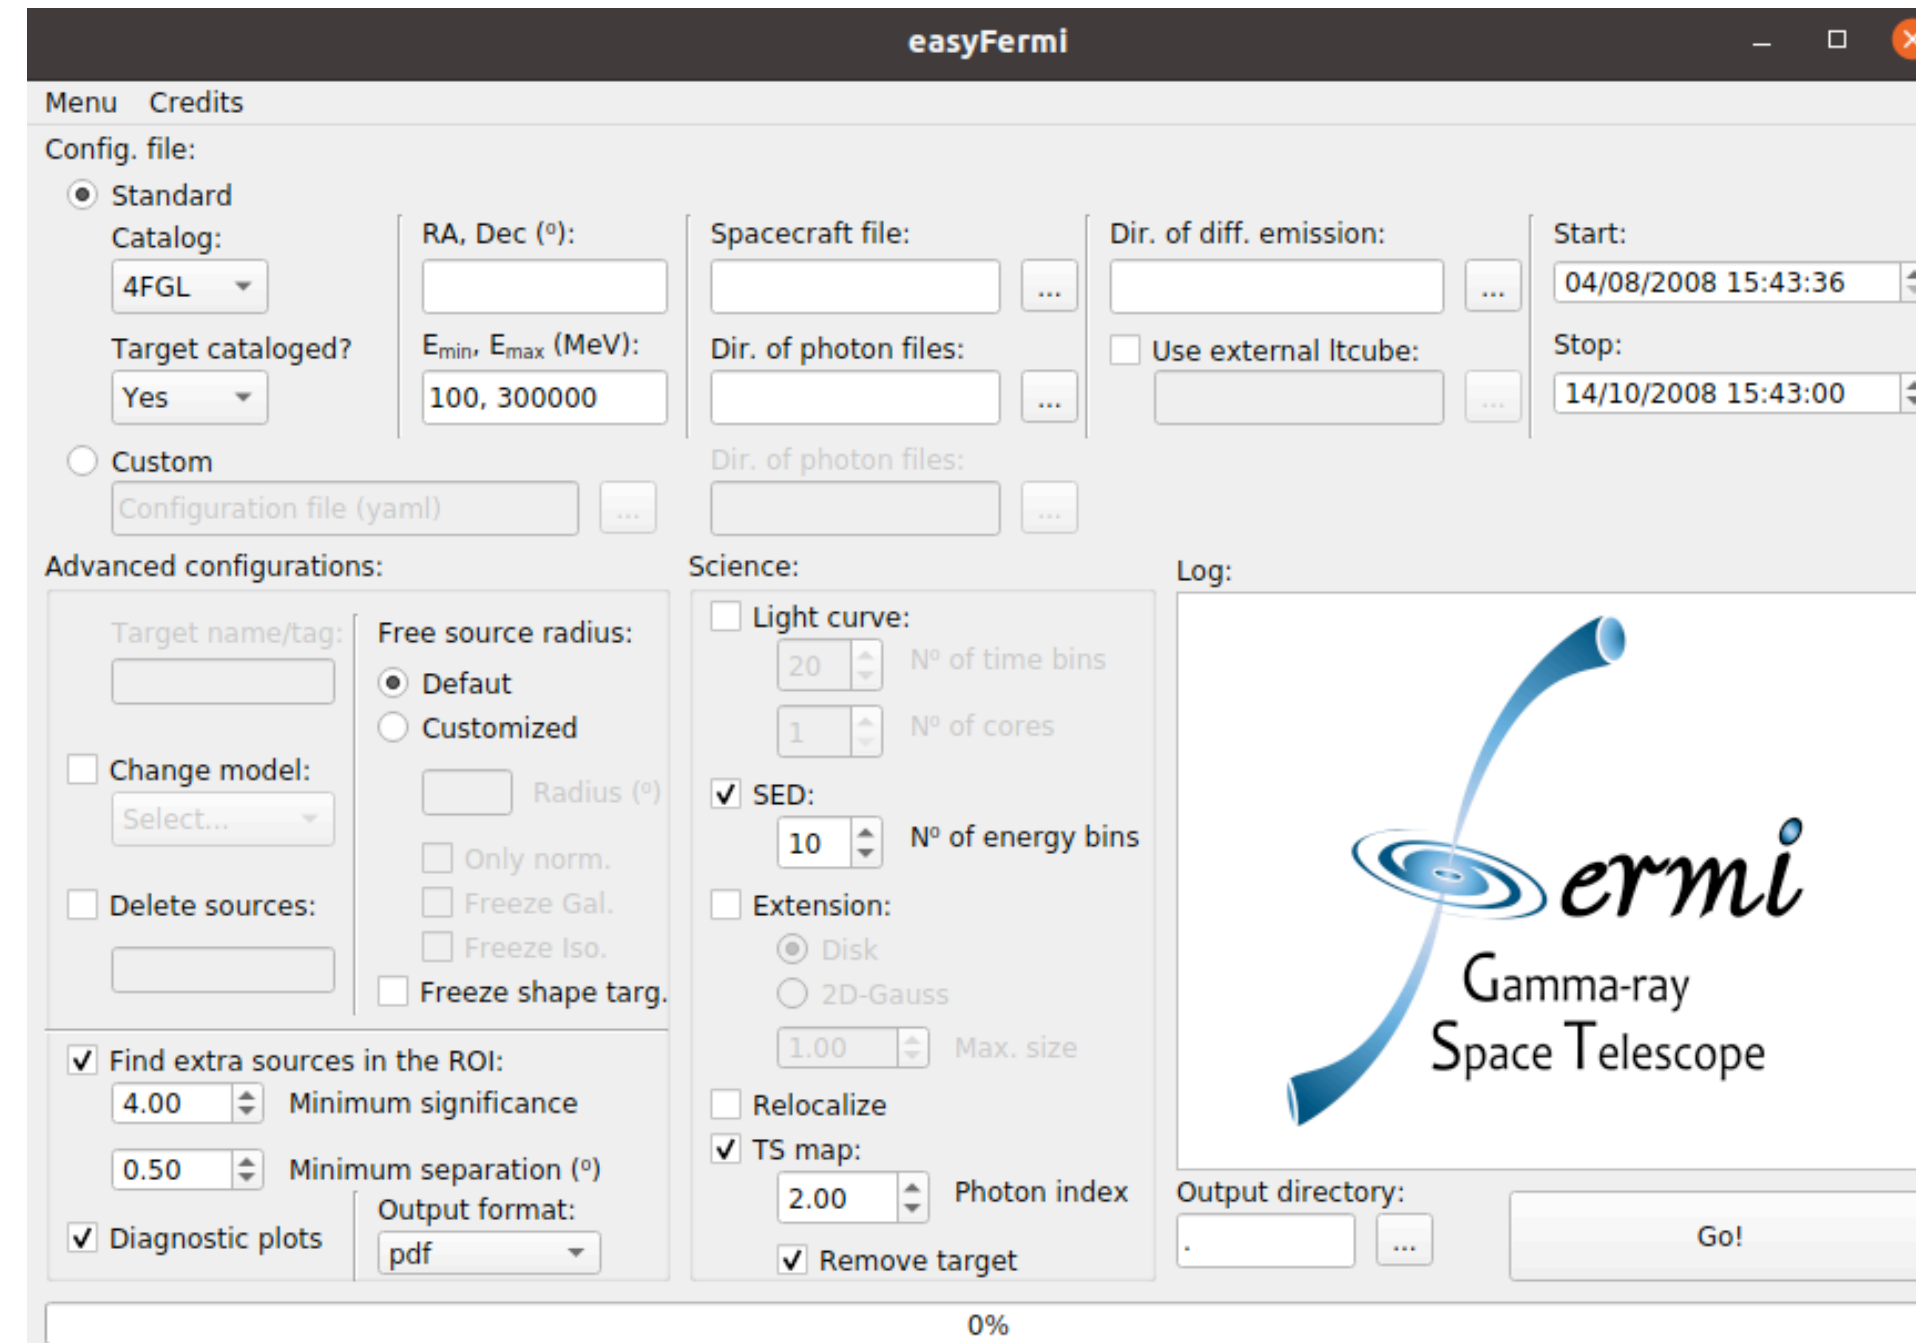 easyFermi
Menu Credits
Config. file:
Standard
Catalog:
4FGL
Target cataloged?
Yes
RA, Dec (º):
Emin, Emax (MeV):
100, 300000
Spacecraft file:
...
Dir. of photon files:
...
Dir. of diff. emission:
...
Use external ltcube:
...
Start:
04/08/2008 15:43:36
Stop:
14/10/2008 15:43:00
Custom
Configuration file (yaml)
...
Dir. of photon files:
...
Advanced configurations:
Target name/tag:
Change model:
Select...
Delete sources:
Free source radius:
Defaut
Customized
Radius (º)
Only norm.
Freeze Gal.
Freeze Iso.
Freeze shape targ.
Find extra sources in the ROI:
4.00 Minimum significance
0.50 Minimum separation (º)
Diagnostic plots
Output format:
pdf
Science:
Light curve:
20 Nº of time bins
1 Nº of cores
SED:
10 Nº of energy bins
Extension:
Disk
2D-Gauss
1.00 Max. size
Relocalize
TS map:
2.00 Photon index
Remove target
Log:
Fermi
Gamma-ray
Space Telescope
Output directory:
. ...
Go!
0%